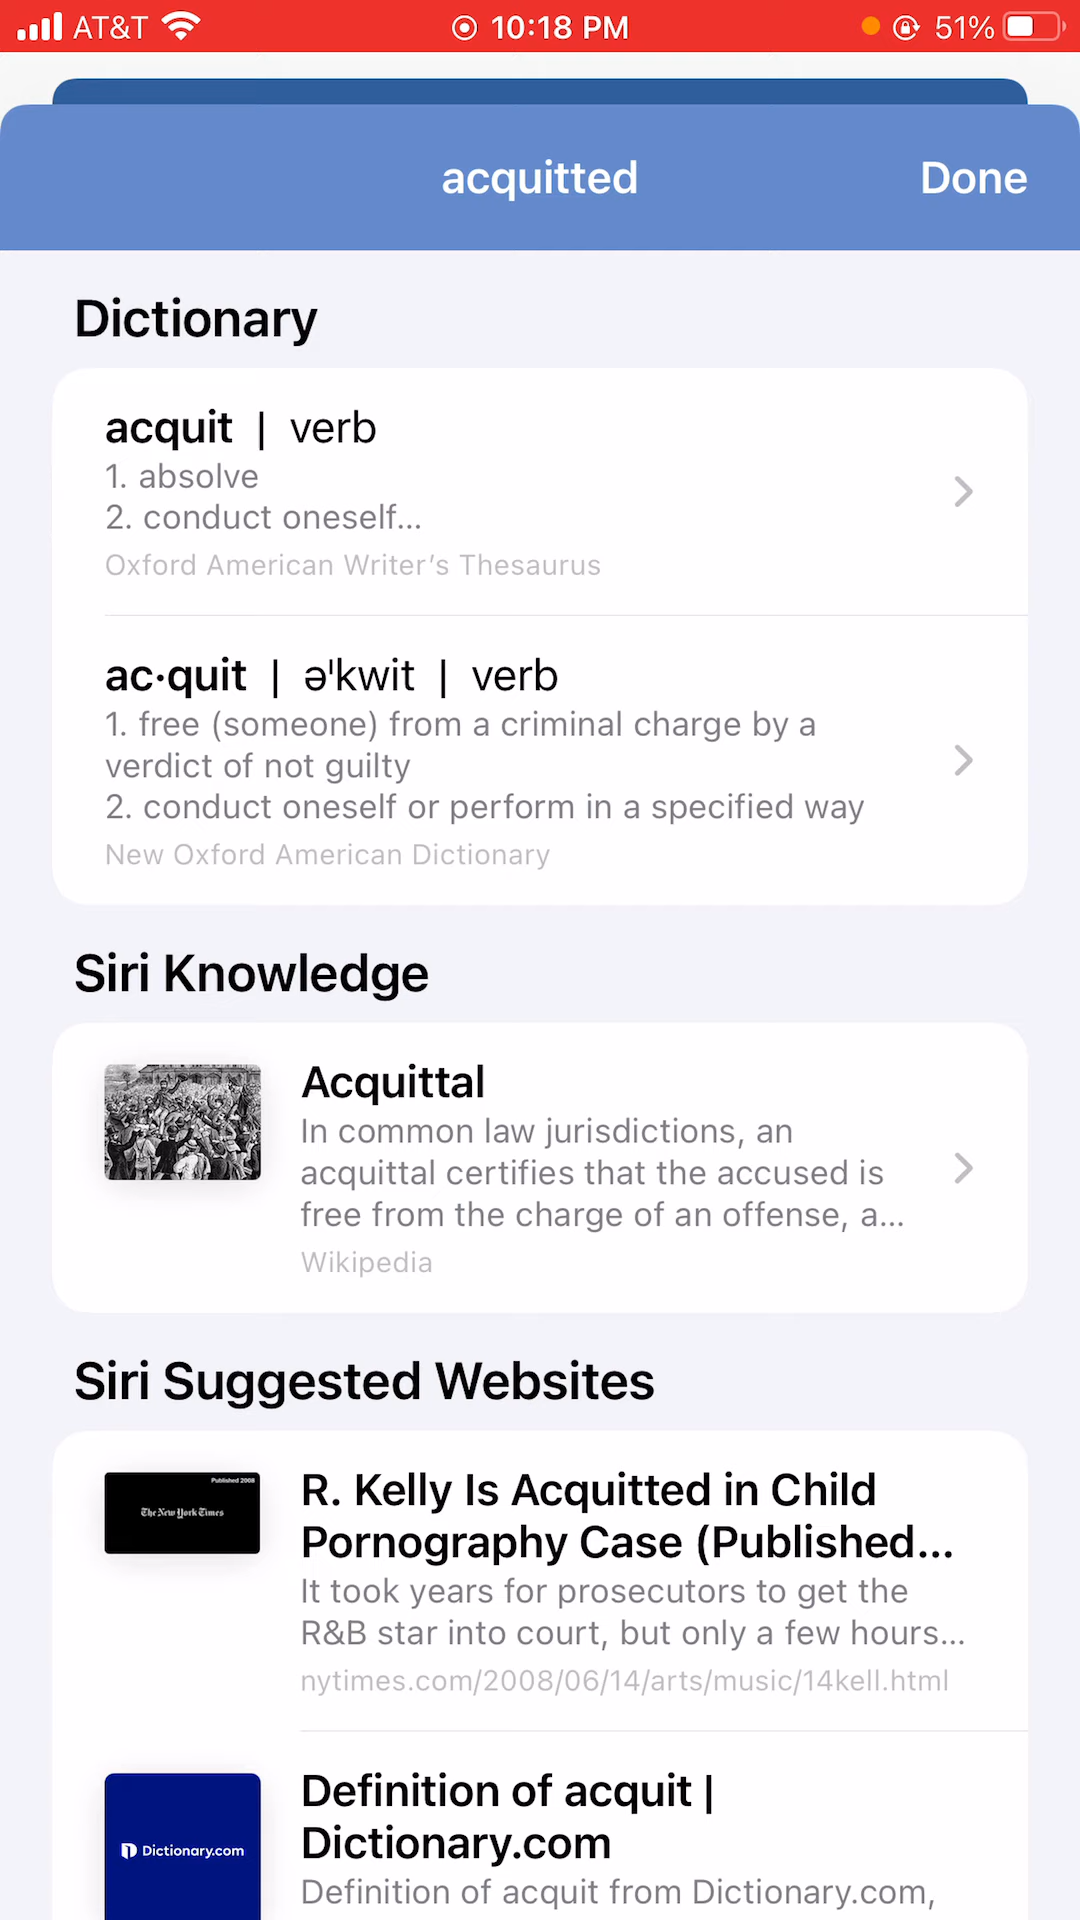 AT&T 10:18 PM 51%
acquitted Done
Dictionary
acquit | verb
1. absolve
2. conduct oneself...
Oxford American Writer’s Thesaurus
ac·quit | əˈkwit | verb
1. free (someone) from a criminal charge by a
verdict of not guilty
2. conduct oneself or perform in a specified way
New Oxford American Dictionary
Siri Knowledge
Acquittal
In common law jurisdictions, an
acquittal certifies that the accused is
free from the charge of an offense, a...
Wikipedia
Siri Suggested Websites
Published 2008
The New York Times
R. Kelly Is Acquitted in Child
Pornography Case (Published...
It took years for prosecutors to get the
R&B star into court, but only a few hours...
nytimes.com/2008/06/14/arts/music/14kell.html
Dictionary.com
Definition of acquit |
Dictionary.com
Definition of acquit from Dictionary.com,